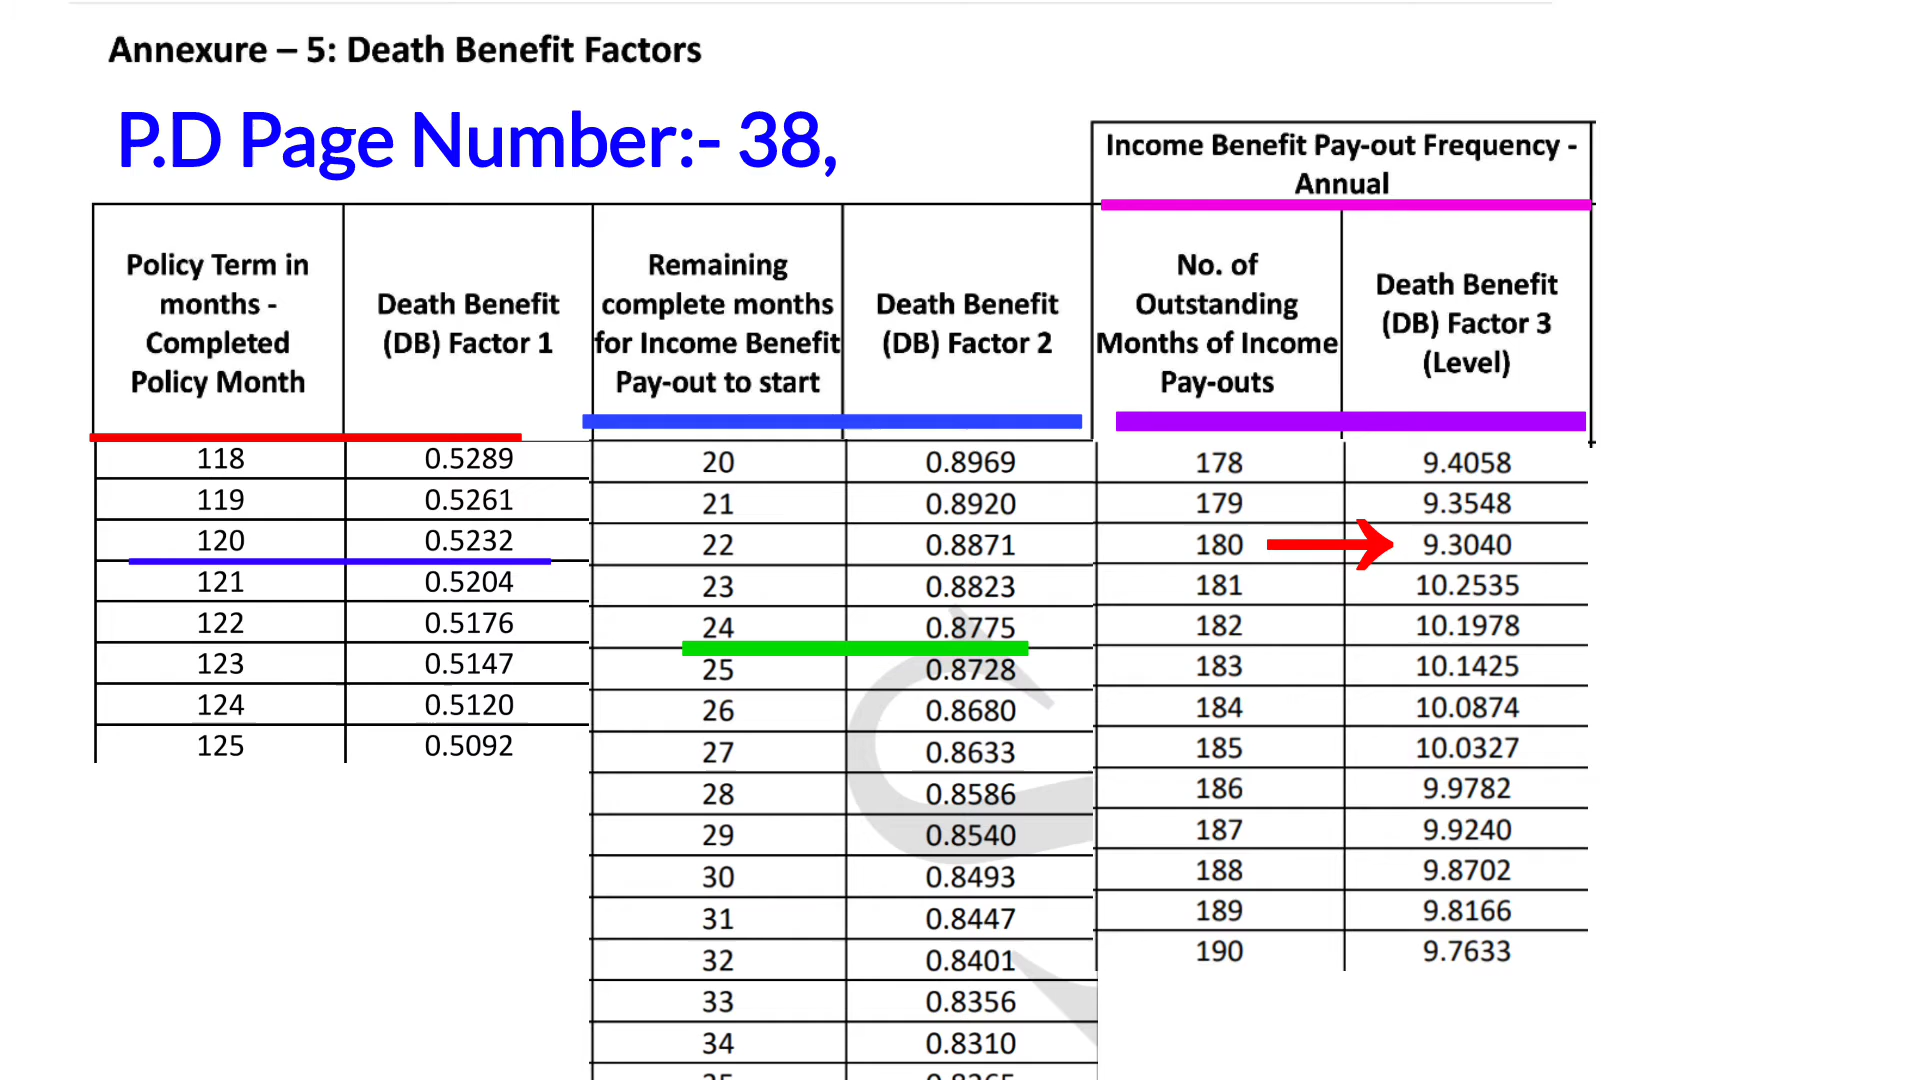 Annexure – 5: Death Benefit Factors
P.D Page Number:- 38,
Income Benefit Pay-out Frequency -
Annual
Policy Term in
months -
Completed
Policy Month
Death Benefit
(DB) Factor 1
Remaining
complete months
for Income Benefit
Pay-out to start
Death Benefit
(DB) Factor 2
No. of
Outstanding
Months of Income
Pay-outs
Death Benefit
(DB) Factor 3
(Level)
118 0.5289
119 0.5261
120 0.5232
121 0.5204
122 0.5176
123 0.5147
124 0.5120
125 0.5092
20 0.8969
21 0.8920
22 0.8871
23 0.8823
24 0.8775
25 0.8728
26 0.8680
27 0.8633
28 0.8586
29 0.8540
30 0.8493
31 0.8447
32 0.8401
33 0.8356
34 0.8310
178 9.4058
179 9.3548
180 9.3040
181 10.2535
182 10.1978
183 10.1425
184 10.0874
185 10.0327
186 9.9782
187 9.9240
188 9.8702
189 9.8166
190 9.7633